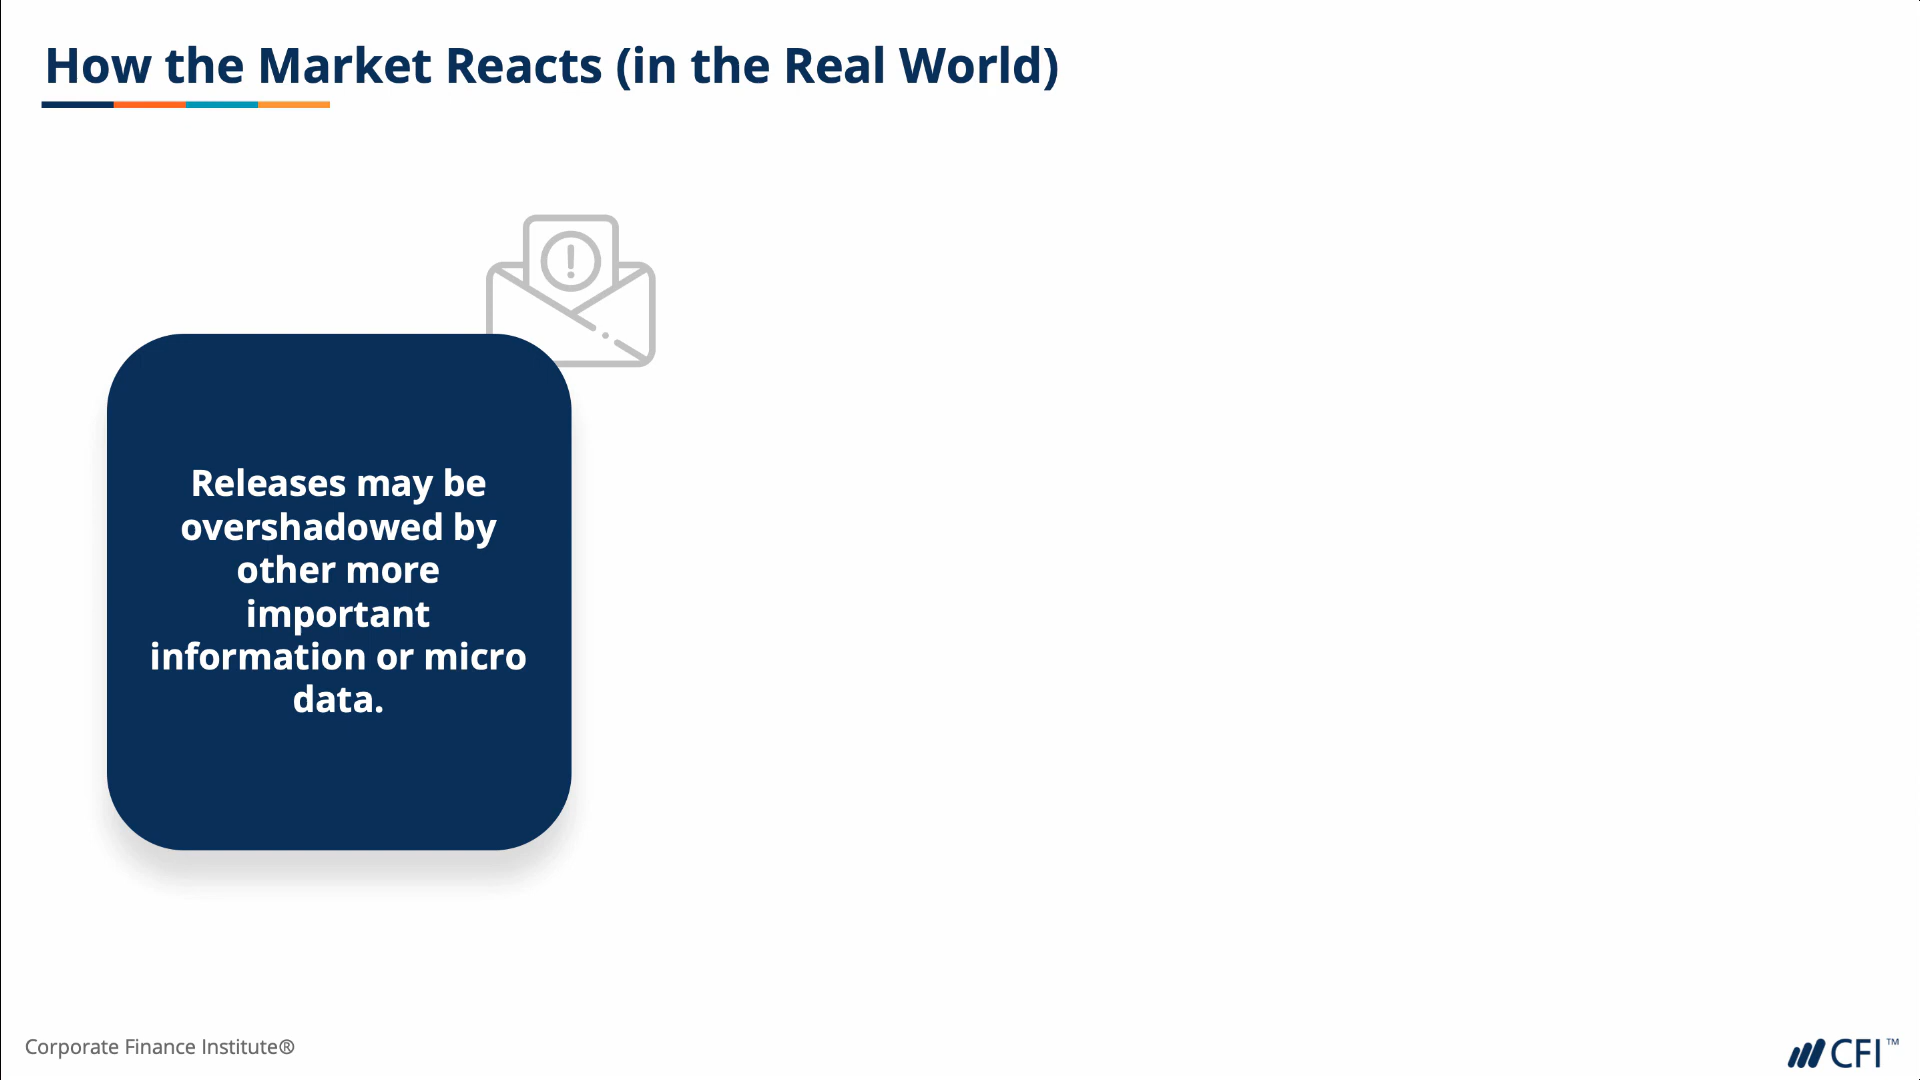 How the Market Reacts (in the Real World)
Releases may be
overshadowed by
other more
important
information or micro
data.
Corporate Finance Institute®
CFI™